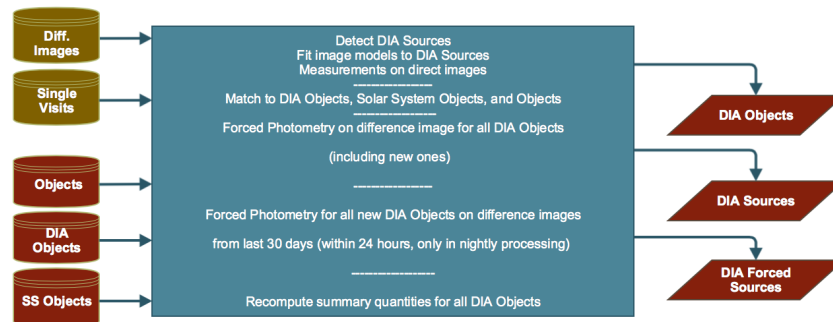 Diff.
Images
Single
Visits
Objects
DIA
Objects
SS Objects
Detect DIA Sources
Fit image models to DIA Sources
Measurements on direct images
-------------------
Match to DIA Objects, Solar System Objects, and Objects
-------------------
Forced Photometry on difference image for all DIA Objects
(including new ones)
-------------------
Forced Photometry for all new DIA Objects on difference images
from last 30 days (within 24 hours, only in nightly processing)
-------------------
Recompute summary quantities for all DIA Objects
DIA Objects
DIA Sources
DIA Forced
Sources